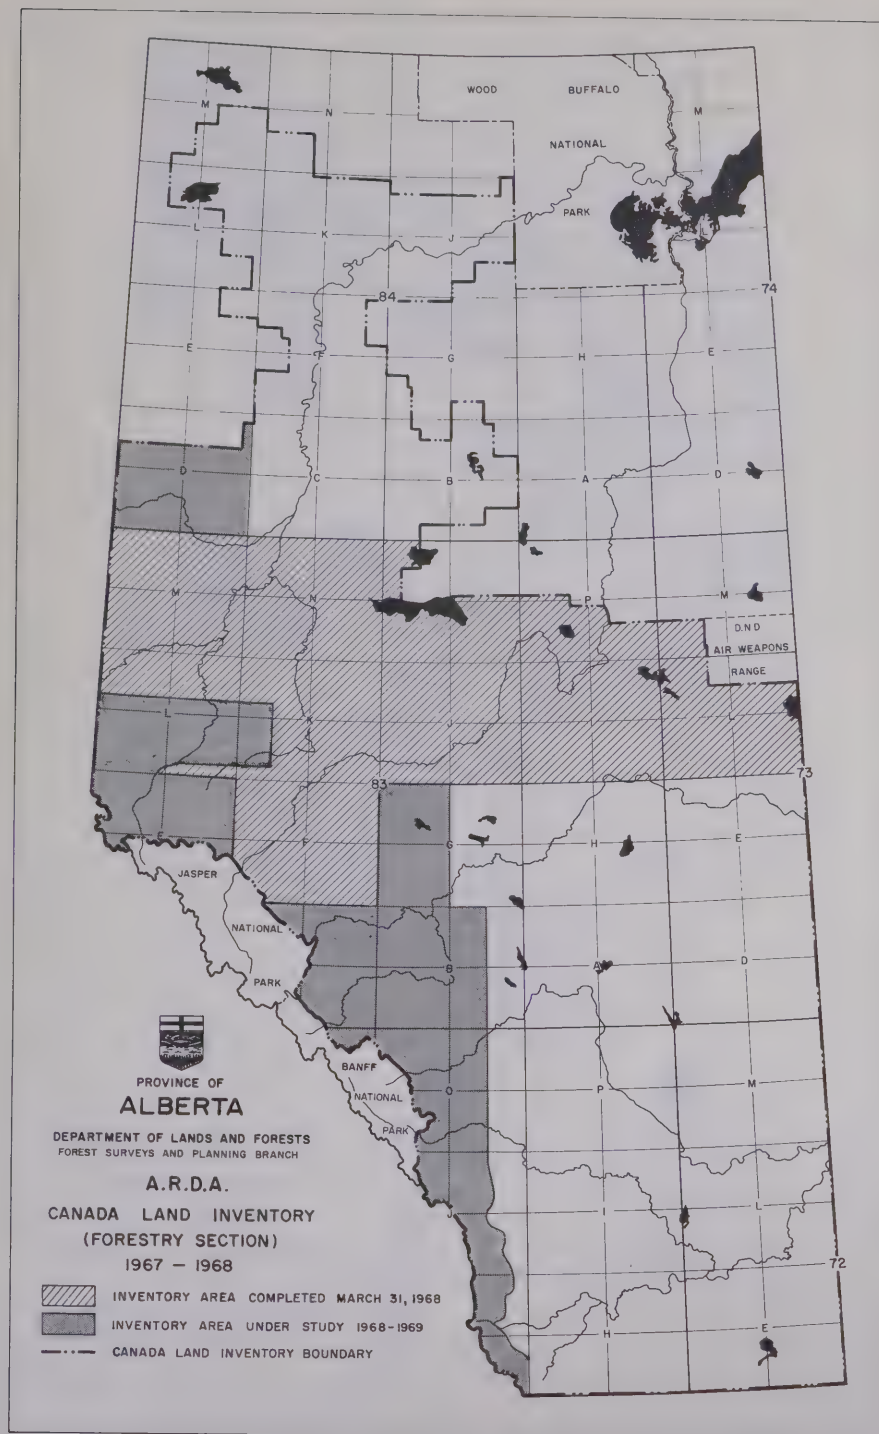 WOOD BUFFALO
M N M
NATIONAL
PARK
L K J
84 74
E F G H E
D C B A D
M N P M
D.N.D
AIR WEAPONS
RANGE
L K J I L
83 73
E F G H E
JASPER
NATIONAL
PARK
B A D
BANFF
NATIONAL
PARK
O P M
J I L
72
H E
PROVINCE OF
ALBERTA
DEPARTMENT OF LANDS AND FORESTS
FOREST SURVEYS AND PLANNING BRANCH
A.R.D.A.
CANADA LAND INVENTORY
(FORESTRY SECTION)
1967 — 1968
INVENTORY AREA COMPLETED MARCH 31, 1968
INVENTORY AREA UNDER STUDY 1968-1969
CANADA LAND INVENTORY BOUNDARY